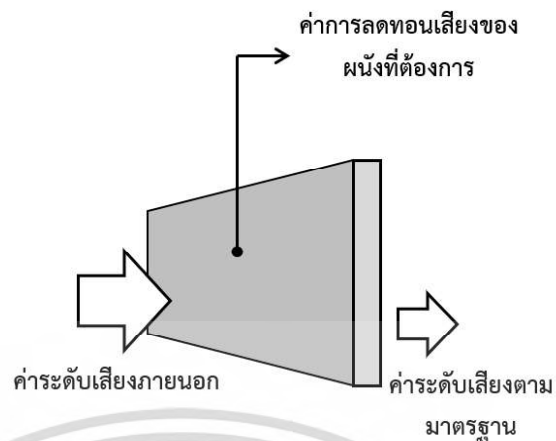 ค่าการลดทอนเสียงของ
ผนังที่ต้องการ
ค่าระดับเสียงภายนอก
ค่าระดับเสียงตาม
มาตรฐาน